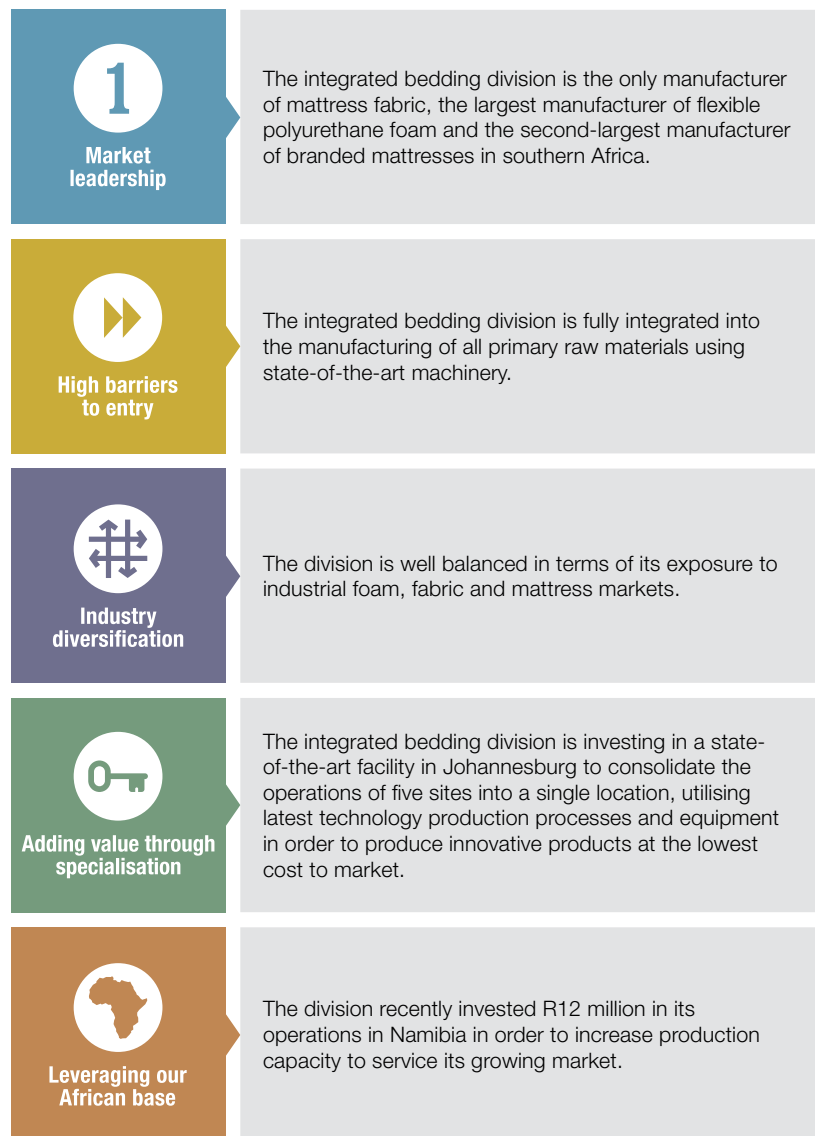 1
Market
leadership
The integrated bedding division is the only manufacturer
of mattress fabric, the largest manufacturer of flexible
polyurethane foam and the second-largest manufacturer
of branded mattresses in southern Africa.
High barriers
to entry
The integrated bedding division is fully integrated into
the manufacturing of all primary raw materials using
state-of-the-art machinery.
Industry
diversification
The division is well balanced in terms of its exposure to
industrial foam, fabric and mattress markets.
Adding value through
specialisation
The integrated bedding division is investing in a state-
of-the-art facility in Johannesburg to consolidate the
operations of five sites into a single location, utilising
latest technology production processes and equipment
in order to produce innovative products at the lowest
cost to market.
Leveraging our
African base
The division recently invested R12 million in its
operations in Namibia in order to increase production
capacity to service its growing market.